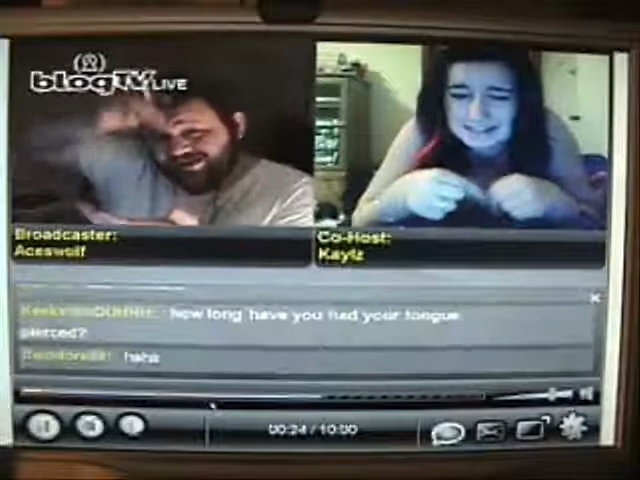 blogTV LIVE
Broadcaster:
Aceswolf
Co-Host:
Kaytz
how long have you had your tongue
pierced?
haha
00:24 / 10:00